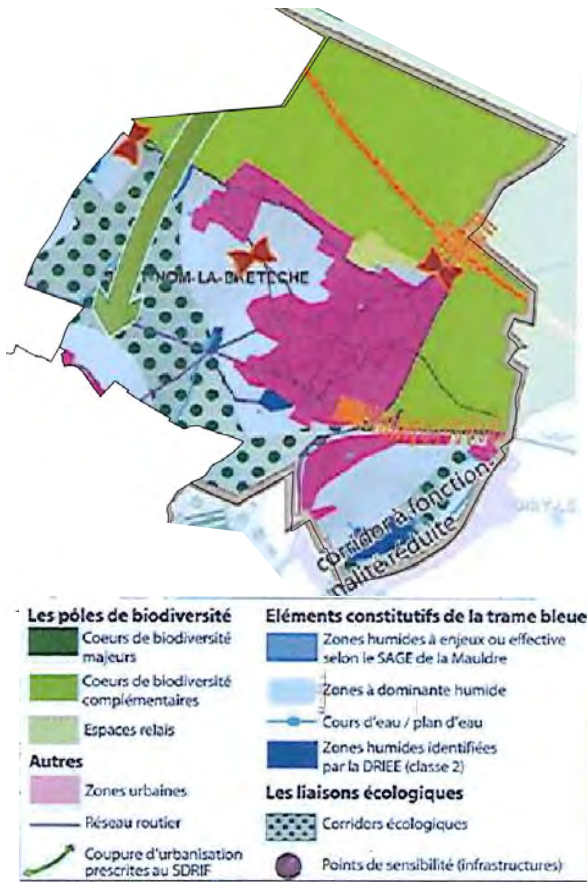 NOM-LA-BRETECHE
corridor à fonction-
nalité réduite
Les pôles de biodiversité
Coeurs de biodiversité
majeurs
Coeurs de biodiversité
complémentaires
Espaces relais
Autres
Zones urbaines
Réseau routier
Coupure d'urbanisation
prescrites au SDRIF
Eléments constitutifs de la trame bleue
Zones humides à enjeux ou effective
selon le SAGE de la Mauldre
Zones à dominante humide
Cours d'eau / plan d'eau
Zones humides identifiées
par la DRIEE (classe 2)
Les liaisons écologiques
Corridors écologiques
Points de sensibilité (infrastructures)